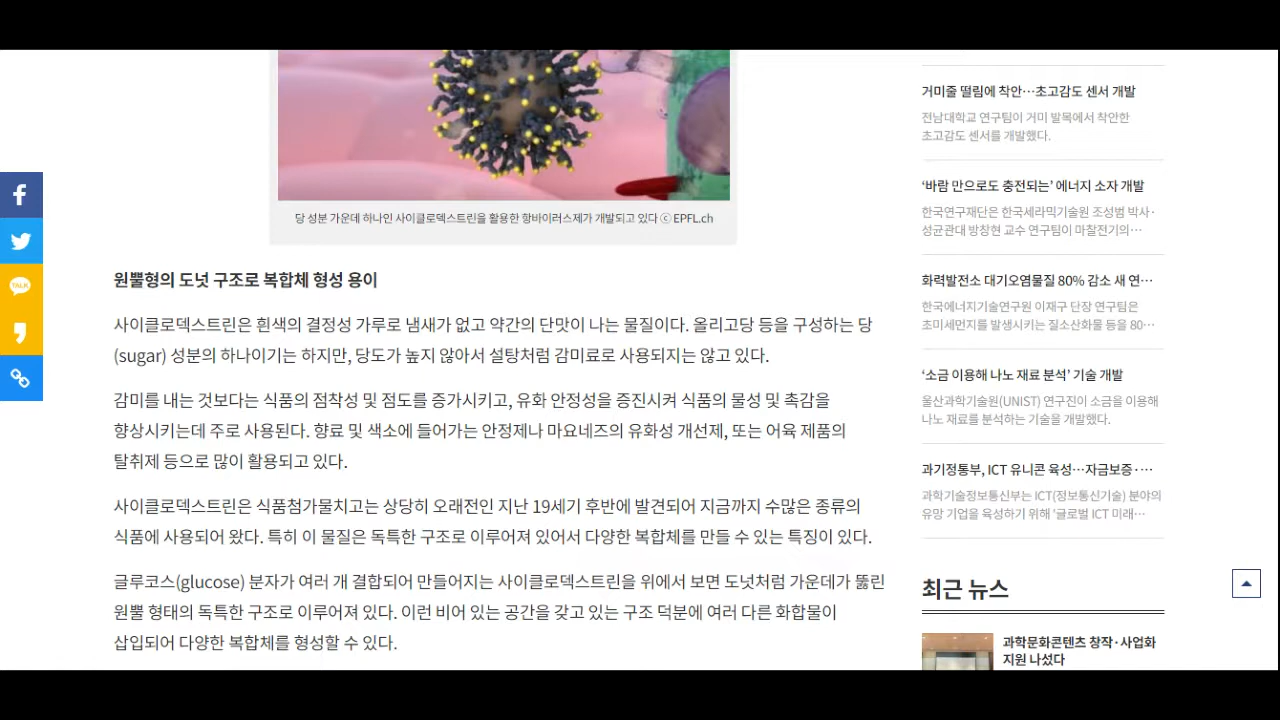 당 성분 가운데 하나인 사이클로덱스트린을 활용한 항바이러스제가 개발되고 있다 ⓒ EPFL.ch
원뿔형의 도넛 구조로 복합체 형성 용이
사이클로덱스트린은 흰색의 결정성 가루로 냄새가 없고 약간의 단맛이 나는 물질이다. 올리고당 등을 구성하는 당
(sugar) 성분의 하나이기는 하지만, 당도가 높지 않아서 설탕처럼 감미료로 사용되지는 않고 있다.
감미를 내는 것보다는 식품의 점착성 및 점도를 증가시키고, 유화 안정성을 증진시켜 식품의 물성 및 촉감을
향상시키는데 주로 사용된다. 향료 및 색소에 들어가는 안정제나 마요네즈의 유화성 개선제, 또는 어육 제품의
탈취제 등으로 많이 활용되고 있다.
사이클로덱스트린은 식품첨가물치고는 상당히 오래전인 지난 19세기 후반에 발견되어 지금까지 수많은 종류의
식품에 사용되어 왔다. 특히 이 물질은 독특한 구조로 이루어져 있어서 다양한 복합체를 만들 수 있는 특징이 있다.
글루코스(glucose) 분자가 여러 개 결합되어 만들어지는 사이클로덱스트린을 위에서 보면 도넛처럼 가운데가 뚫린
원뿔 형태의 독특한 구조로 이루어져 있다. 이런 비어 있는 공간을 갖고 있는 구조 덕분에 여러 다른 화합물이
삽입되어 다양한 복합체를 형성할 수 있다.
거미줄 떨림에 착안…초고감도 센서 개발
전남대학교 연구팀이 거미 발목에서 착안한
초고감도 센서를 개발했다.
‘바람 만으로도 충전되는’ 에너지 소자 개발
한국연구재단은 한국세라믹기술원 조성범 박사·
성균관대 방창현 교수 연구팀이 마찰전기의…
화력발전소 대기오염물질 80% 감소 새 연…
한국에너지기술연구원 이재구 단장 연구팀은
초미세먼지를 발생시키는 질소산화물 등을 80…
‘소금 이용해 나노 재료 분석’ 기술 개발
울산과학기술원(UNIST) 연구진이 소금을 이용해
나노 재료를 분석하는 기술을 개발했다.
과기정통부, ICT 유니콘 육성…자금보증·…
과학기술정보통신부는 ICT(정보통신기술) 분야의
유망 기업을 육성하기 위해 ‘글로벌 ICT 미래…
최근 뉴스
과학문화콘텐츠 창작·사업화
지원 나섰다
TALK